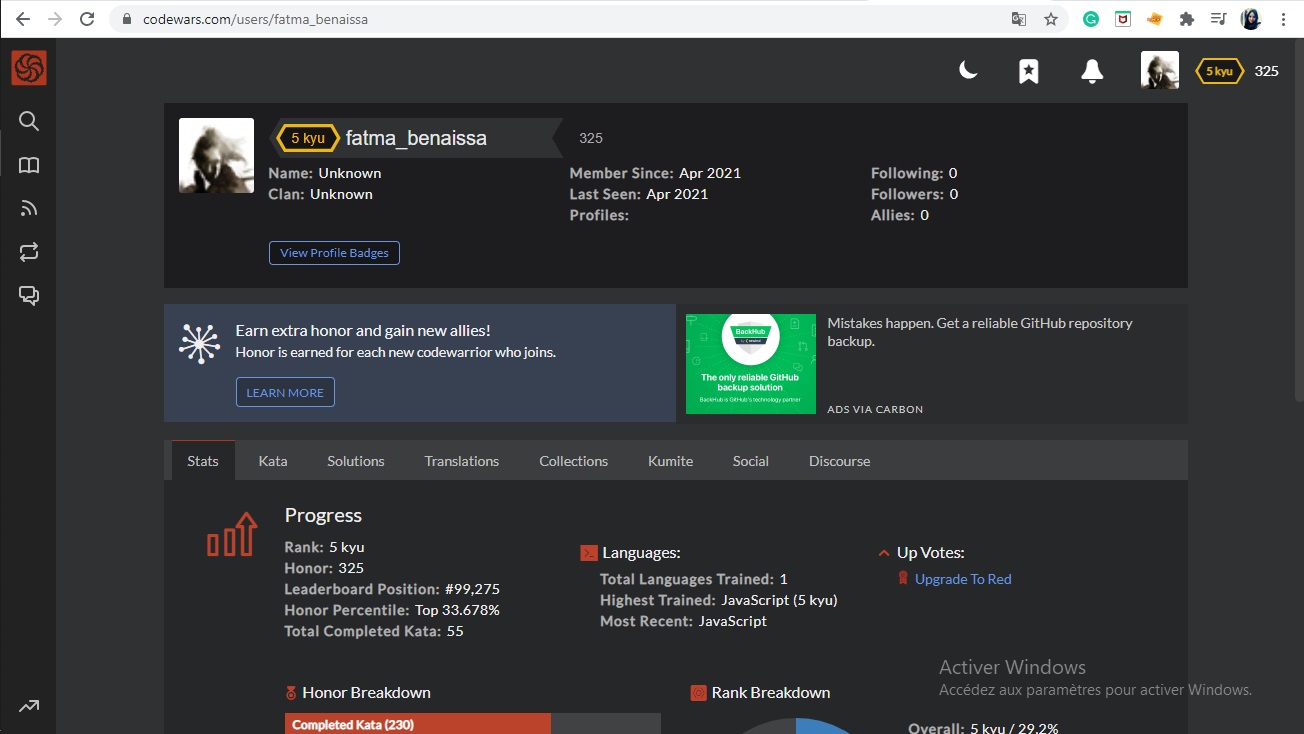 codewars.com/users/fatma_benaissa
5 kyu 325
5 kyu fatma_benaissa 325
Name: Unknown
Clan: Unknown
Member Since: Apr 2021
Last Seen: Apr 2021
Profiles:
Following: 0
Followers: 0
Allies: 0
View Profile Badges
Earn extra honor and gain new allies!
Honor is earned for each new codewarrior who joins.
LEARN MORE
BackHub
The only reliable GitHub
backup solution
BackHub is GitHub's technology partner
Mistakes happen. Get a reliable GitHub repository
backup.
ADS VIA CARBON
Stats Kata Solutions Translations Collections Kumite Social Discourse
Progress
Rank: 5 kyu
Honor: 325
Leaderboard Position: #99,275
Honor Percentile: Top 33.678%
Total Completed Kata: 55
Languages:
Total Languages Trained: 1
Highest Trained: JavaScript (5 kyu)
Most Recent: JavaScript
Up Votes:
Upgrade To Red
Activer Windows
Accédez aux paramètres pour activer Windows.
Honor Breakdown
Completed Kata (230)
Rank Breakdown
Overall: 5 kyu / 29.2%